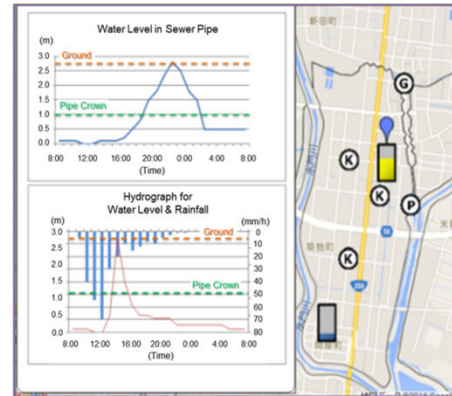 Water Level in Sewer Pipe
(m)
Ground
3.0
2.5
2.0
1.5
Pipe Crown
1.0
0.5
0.0
8:00 12:00 16:00 20:00 0:00 4:00 8:00
(Time)
Hydrograph for
Water Level & Rainfall
(m)
(mm/h)
3.0
2.5
2.0
1.5
1.0
0.5
0.0
Ground
Pipe Crown
0
10
20
30
40
50
60
70
80
8:00 12:00 16:00 20:00 0:00 4:00 8:00
(Time)
新田町
G
K
K
P
K
258